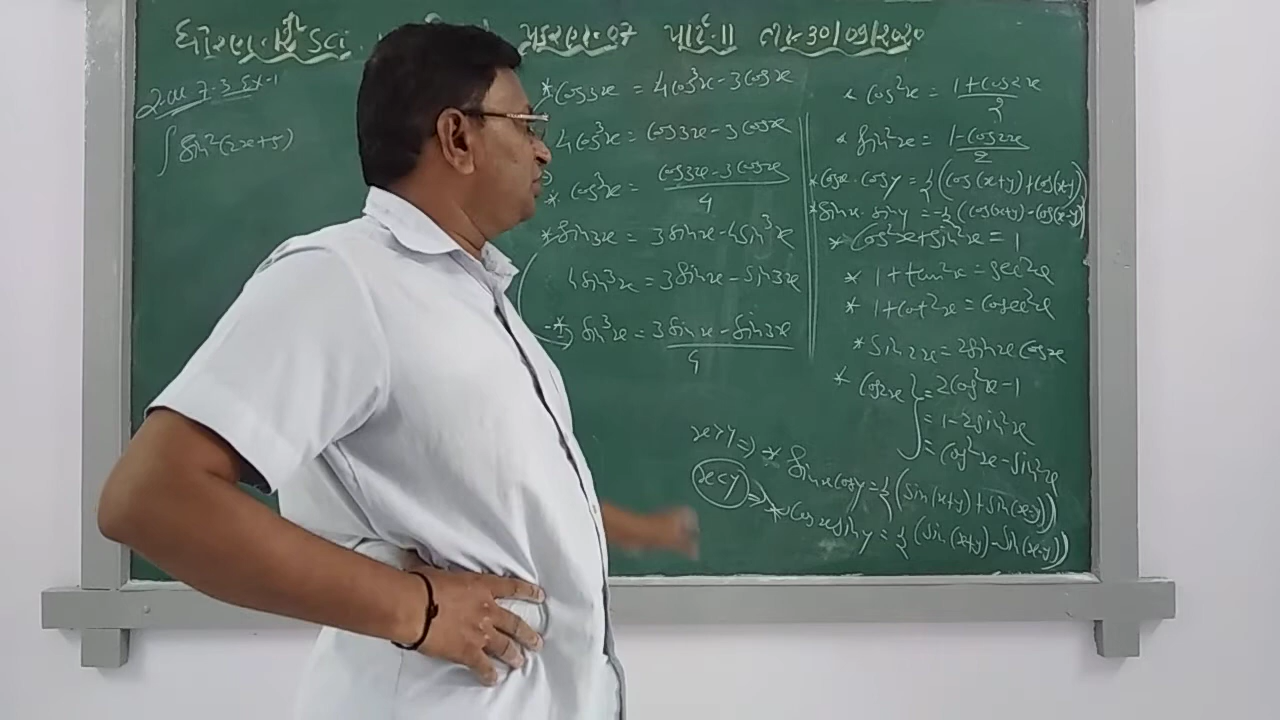 ધોરણ-12 Sci.
પ્રકરણ-07 પાર્ટ-11 તા-30/09/2020
7.3 Ex-1
∫ sin²(2x+5)
* cos3x = 4cos³x - 3cosx
4cos³x = cos3x - 3cosx
* cos³x = (cos3x - 3cosx)/4
* sin3x = 3sinx - 4sin³x
4sin³x = 3sinx - sin3x
* sin³x = (3sinx - sin3x)/4
* cos²x = (1+cos2x)/2
* sin²x = (1-cos2x)/2
* cosx·cosy = ½(cos(x+y)+cos(x-y))
* sinx·siny = -½(cos(x+y)-cos(x-y))
* cos²x+sin²x = 1
* 1+tan²x = sec²x
* 1+cot²x = cosec²x
* sin2x = 2sinx cosx
* cos2x = 2cos²x - 1
= 1 - 2sin²x
= cos²x - sin²x
x>y ⇒ * sinx cosy = ½(sin(x+y)+sin(x-y))
x<y ⇒ * cosx siny = ½(sin(x+y)-sin(x-y))